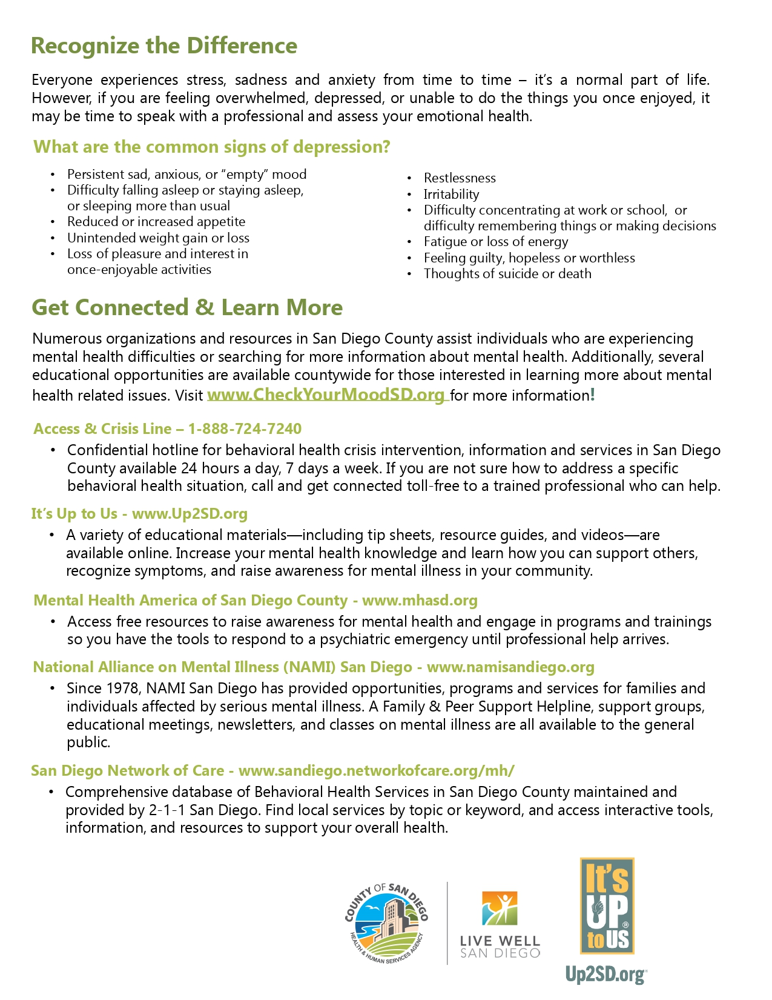 Recognize the Difference
Everyone experiences stress, sadness and anxiety from time to time – it’s a normal part of life.
However, if you are feeling overwhelmed, depressed, or unable to do the things you once enjoyed, it
may be time to speak with a professional and assess your emotional health.
What are the common signs of depression?
• Persistent sad, anxious, or “empty” mood
• Difficulty falling asleep or staying asleep,
or sleeping more than usual
• Reduced or increased appetite
• Unintended weight gain or loss
• Loss of pleasure and interest in
once-enjoyable activities
• Restlessness
• Irritability
• Difficulty concentrating at work or school, or
difficulty remembering things or making decisions
• Fatigue or loss of energy
• Feeling guilty, hopeless or worthless
• Thoughts of suicide or death
Get Connected & Learn More
Numerous organizations and resources in San Diego County assist individuals who are experiencing
mental health difficulties or searching for more information about mental health. Additionally, several
educational opportunities are available countywide for those interested in learning more about mental
health related issues. Visit www.CheckYourMoodSD.org for more information!
Access & Crisis Line – 1-888-724-7240
• Confidential hotline for behavioral health crisis intervention, information and services in San Diego
County available 24 hours a day, 7 days a week. If you are not sure how to address a specific
behavioral health situation, call and get connected toll-free to a trained professional who can help.
It’s Up to Us - www.Up2SD.org
• A variety of educational materials—including tip sheets, resource guides, and videos—are
available online. Increase your mental health knowledge and learn how you can support others,
recognize symptoms, and raise awareness for mental illness in your community.
Mental Health America of San Diego County - www.mhasd.org
• Access free resources to raise awareness for mental health and engage in programs and trainings
so you have the tools to respond to a psychiatric emergency until professional help arrives.
National Alliance on Mental Illness (NAMI) San Diego - www.namisandiego.org
• Since 1978, NAMI San Diego has provided opportunities, programs and services for families and
individuals affected by serious mental illness. A Family & Peer Support Helpline, support groups,
educational meetings, newsletters, and classes on mental illness are all available to the general
public.
San Diego Network of Care - www.sandiego.networkofcare.org/mh/
• Comprehensive database of Behavioral Health Services in San Diego County maintained and
provided by 2-1-1 San Diego. Find local services by topic or keyword, and access interactive tools,
information, and resources to support your overall health.
COUNTY OF SAN DIEGO
HEALTH & HUMAN SERVICES AGENCY
LIVE WELL
SAN DIEGO
It’s
UP®
to US
Up2SD.org®